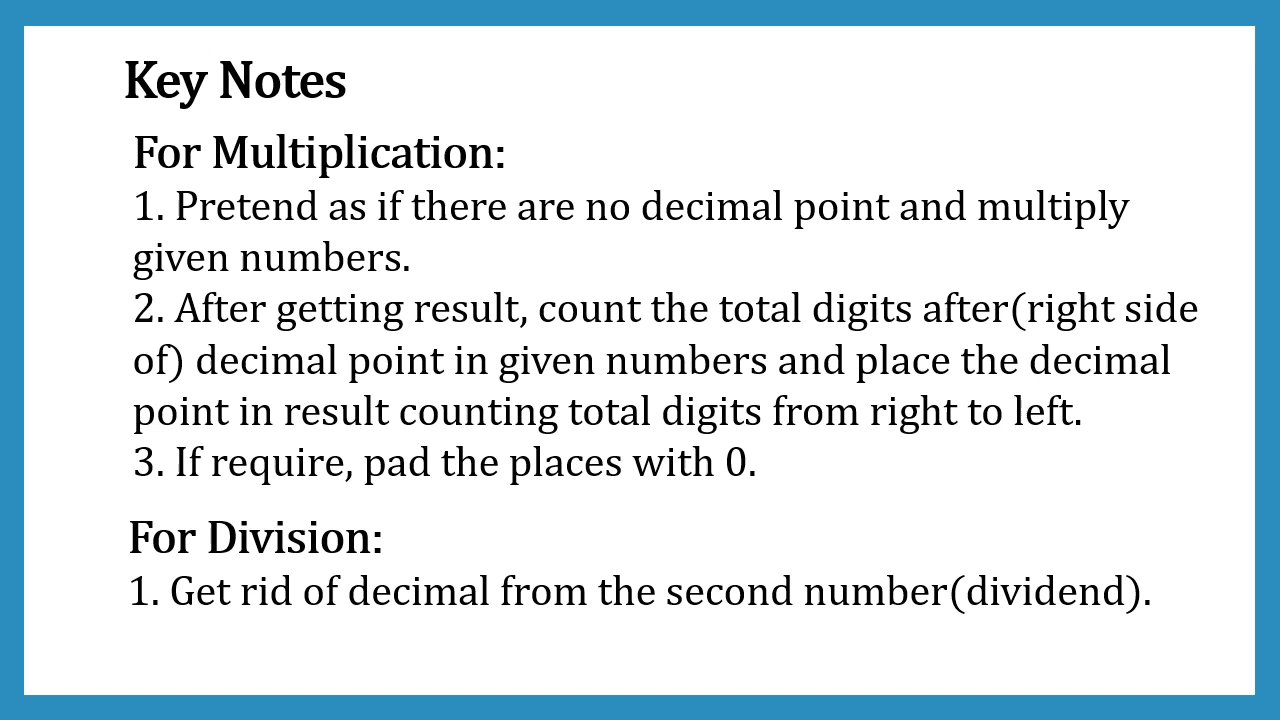 Key Notes
For Multiplication:
1. Pretend as if there are no decimal point and multiply
given numbers.
2. After getting result, count the total digits after(right side
of) decimal point in given numbers and place the decimal
point in result counting total digits from right to left.
3. If require, pad the places with 0.
For Division:
1. Get rid of decimal from the second number(dividend).